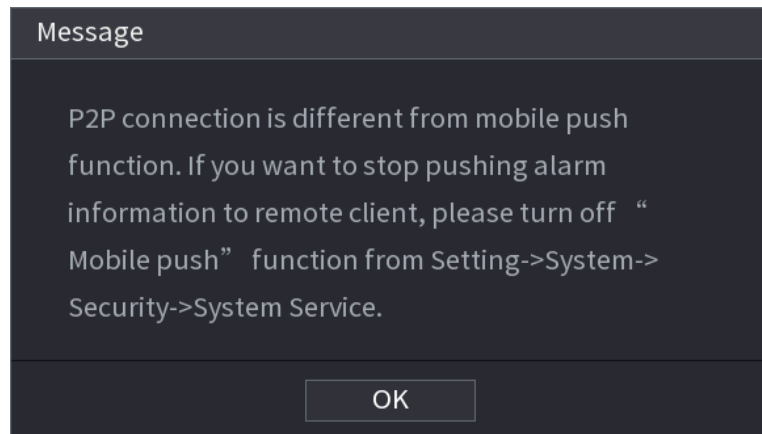 Message
P2P connection is different from mobile push
function. If you want to stop pushing alarm
information to remote client, please turn off “
Mobile push” function from Setting->System->
Security->System Service.
OK